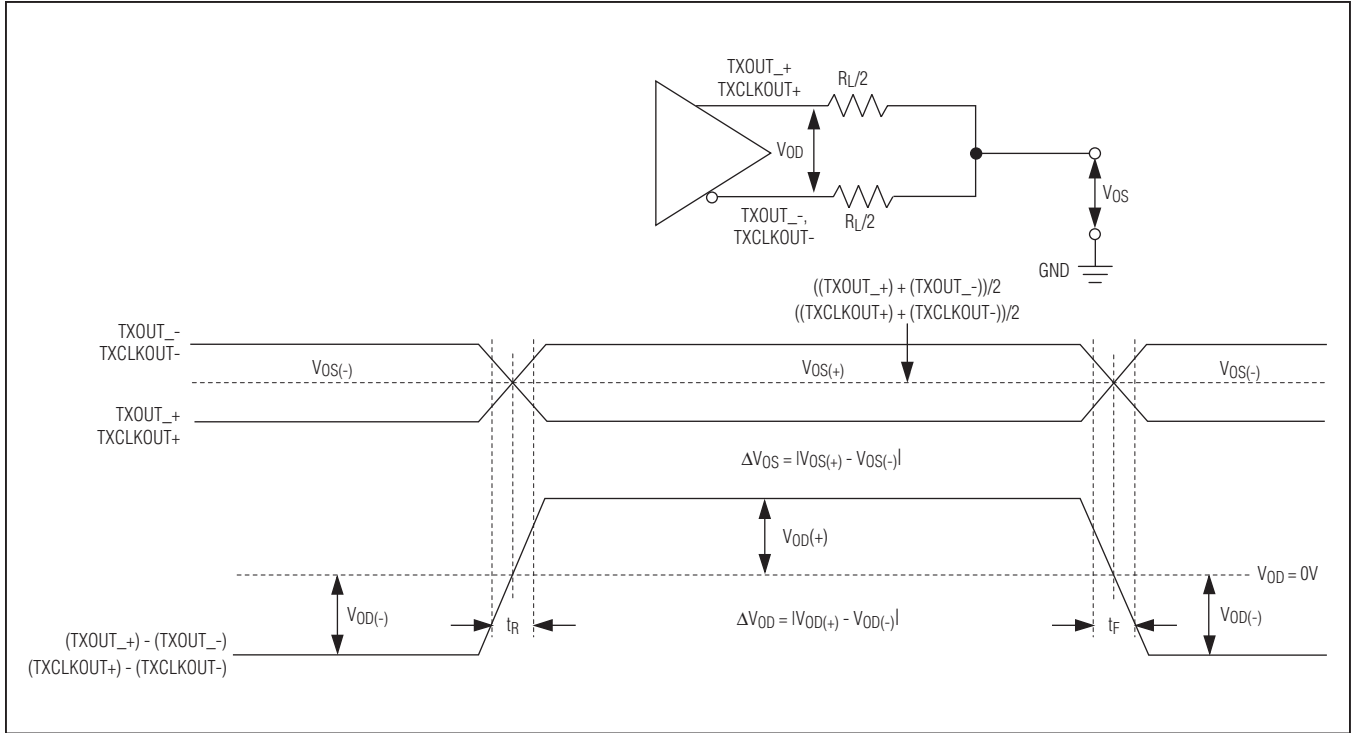 TXOUT_+
TXCLKOUT+
RL/2
VOD
TXOUT_-,
TXCLKOUT-
RL/2
VOS
GND
((TXOUT_+) + (TXOUT_-))/2
((TXCLKOUT+) + (TXCLKOUT-))/2
TXOUT_-
TXCLKOUT-
VOS(-)
VOS(+)
VOS(-)
TXOUT_+
TXCLKOUT+
ΔVOS = |VOS(+) - VOS(-)|
VOD(+)
VOD = 0V
VOD(-)
tR
ΔVOD = |VOD(+) - VOD(-)|
tF
VOD(-)
(TXOUT_+) - (TXOUT_-)
(TXCLKOUT+) - (TXCLKOUT-)